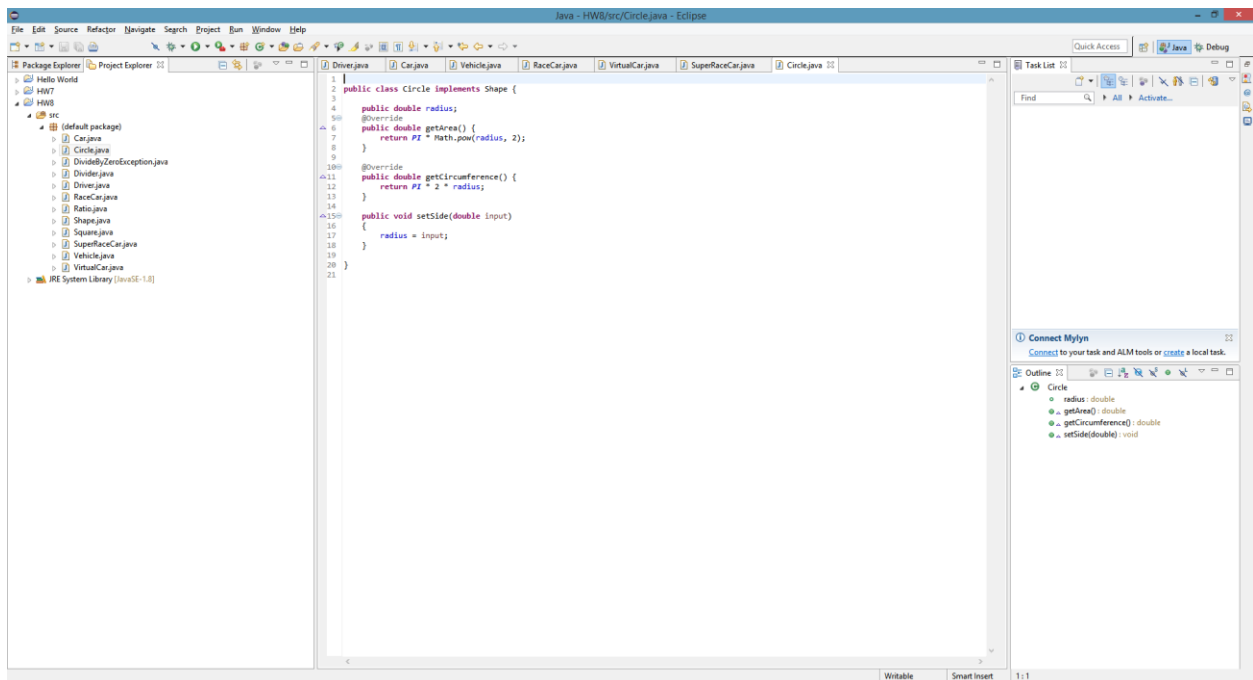 Java - HW8/src/Circle.java - Eclipse
File Edit Source Refactor Navigate Search Project Run Window Help
Quick Access Java Debug
Package Explorer Project Explorer
Hello World
HW7
HW8
src
(default package)
Car.java
Circle.java
DivideByZeroException.java
Divider.java
Driver.java
RaceCar.java
Ratio.java
Shape.java
Square.java
SuperRaceCar.java
Vehicle.java
VirtualCar.java
JRE System Library [JavaSE-1.8]
Driver.java Car.java Vehicle.java RaceCar.java VirtualCar.java SuperRaceCar.java Circle.java
1
2 public class Circle implements Shape {
3
4 public double radius;
5 @Override
6 public double getArea() {
7 return PI * Math.pow(radius, 2);
8 }
9
10 @Override
11 public double getCircumference() {
12 return PI * 2 * radius;
13 }
14
15 public void setSide(double input)
16 {
17 radius = input;
18 }
19
20 }
21
Task List
Find All Activate...
Connect Mylyn
Connect to your task and ALM tools or create a local task.
Outline
Circle
radius : double
getArea() : double
getCircumference() : double
setSide(double) : void
Writable Smart Insert 1 : 1